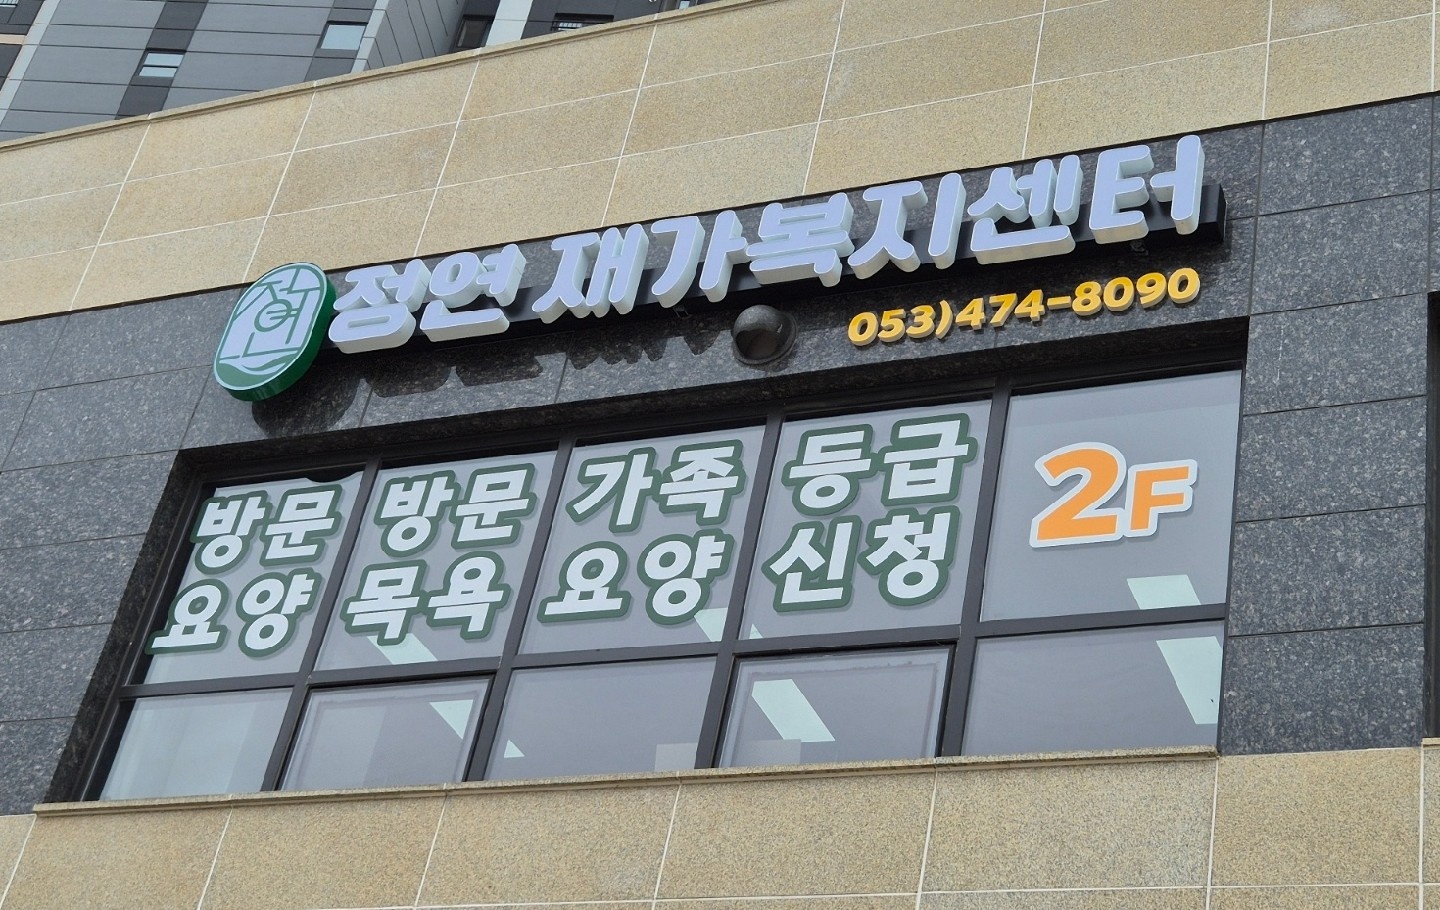 정연 재가복지센터
053)474-8090
방문 요양
방문 목욕
가족 요양
등급 신청
2F